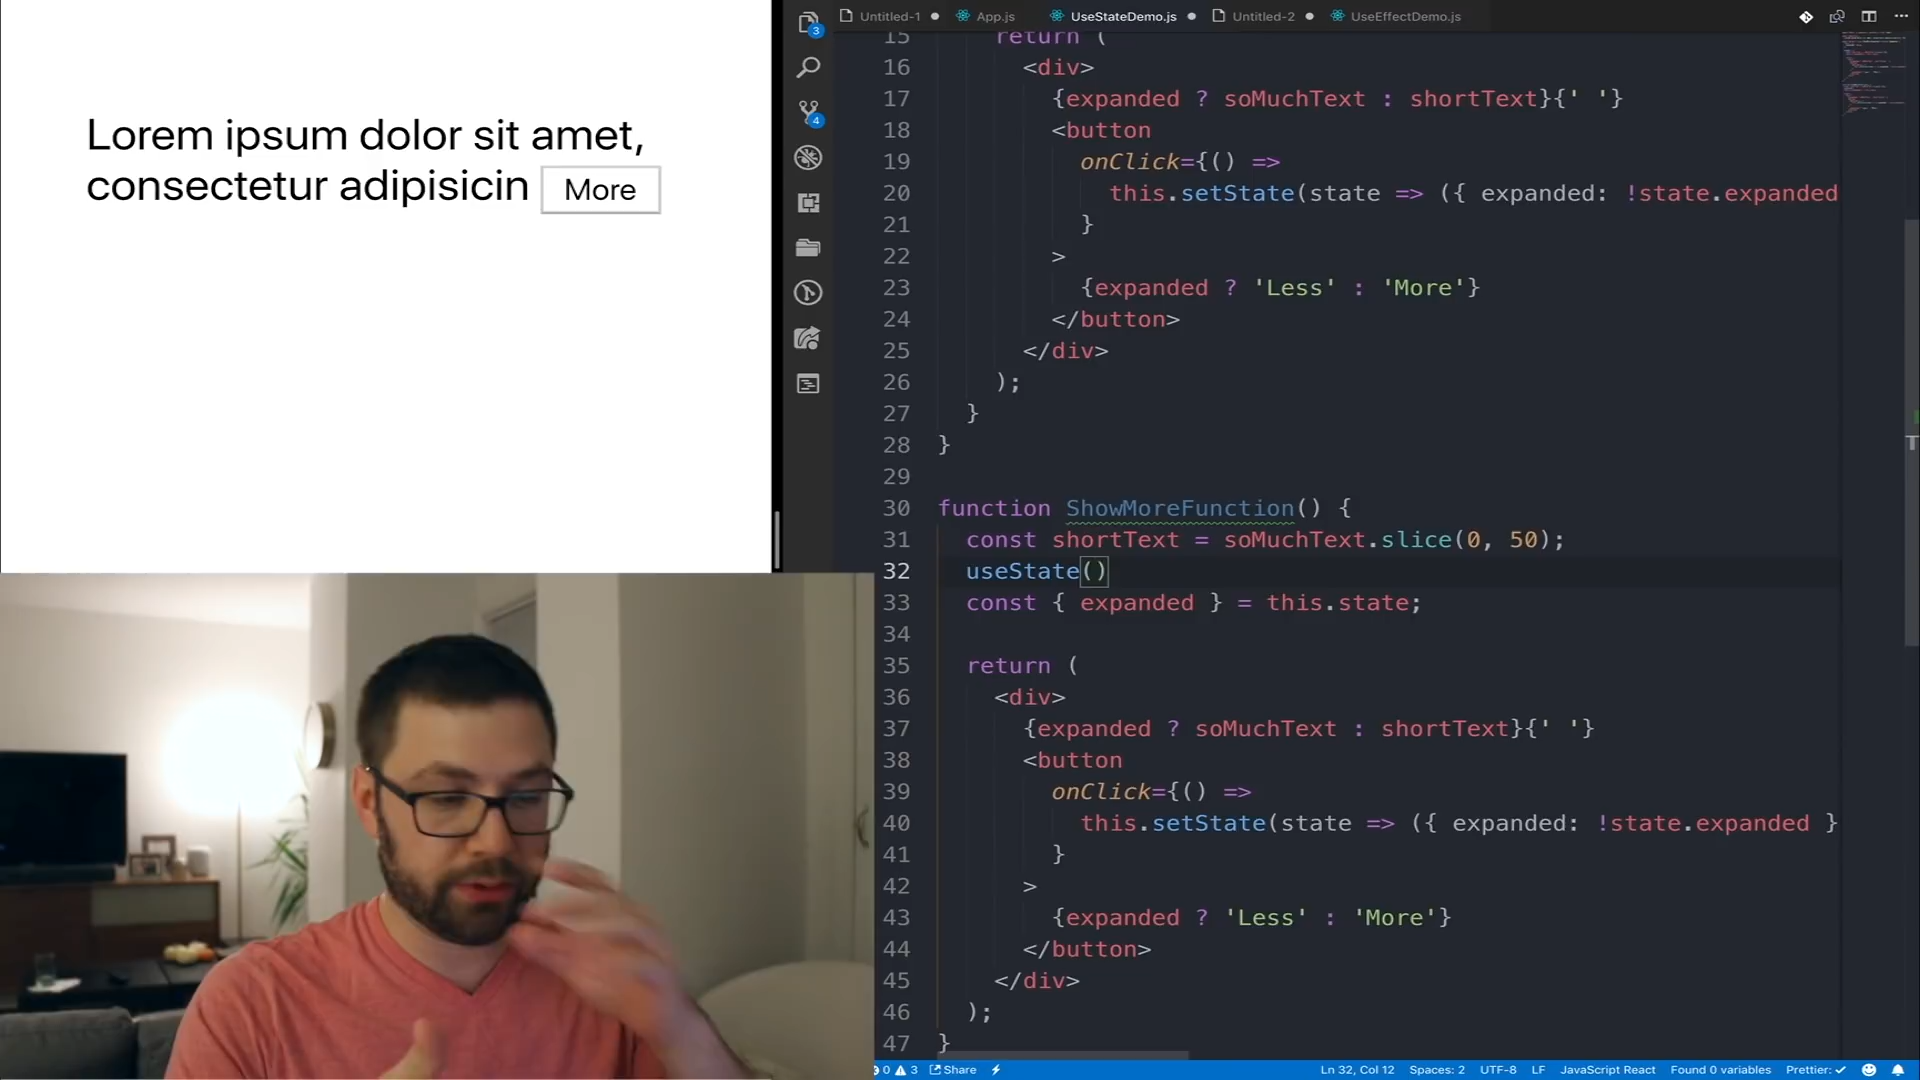 Lorem ipsum dolor sit amet,
consectetur adipisicin More
3
4
Untitled-1 App.js UseStateDemo.js Untitled-2 UseEffectDemo.js
15 return (
16 <div>
17 {expanded ? soMuchText : shortText}{' '}
18 <button
19 onClick={() =>
20 this.setState(state => ({ expanded: !state.expanded
21 }
22 >
23 {expanded ? 'Less' : 'More'}
24 </button>
25 </div>
26 );
27 }
28 }
29
30 function ShowMoreFunction() {
31 const shortText = soMuchText.slice(0, 50);
32 useState()
33 const { expanded } = this.state;
34
35 return (
36 <div>
37 {expanded ? soMuchText : shortText}{' '}
38 <button
39 onClick={() =>
40 this.setState(state => ({ expanded: !state.expanded }
41 }
42 >
43 {expanded ? 'Less' : 'More'}
44 </button>
45 </div>
46 );
47 }
0 3 Share Ln 32, Col 12 Spaces: 2 UTF-8 LF JavaScript React Found 0 variables Prettier: ✓